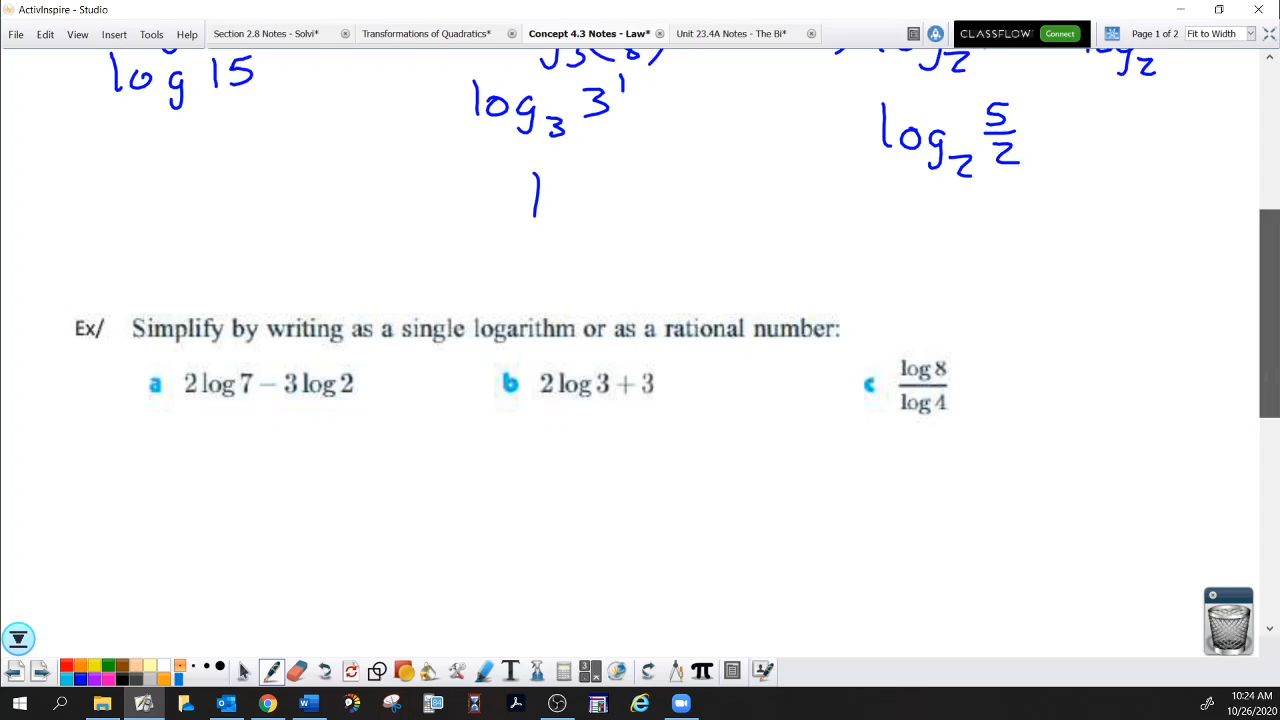 ActivInspire - Studio
File Edit View Insert Tools Help Section 2.8 Notes - Solvi* Transformations of Quadratics* Concept 4.3 Notes - Law* Unit 23.4A Notes - The Bi* CLASSFLOW Connect Page 1 of 2 Fit to Width
log 15
log₃ 3¹
log₂ 5/2
1
Ex/ Simplify by writing as a single logarithm or as a rational number:
a 2 log 7 − 3 log 2 b 2 log 3 + 3 c log 8 / log 4
10:24 AM
10/26/2020